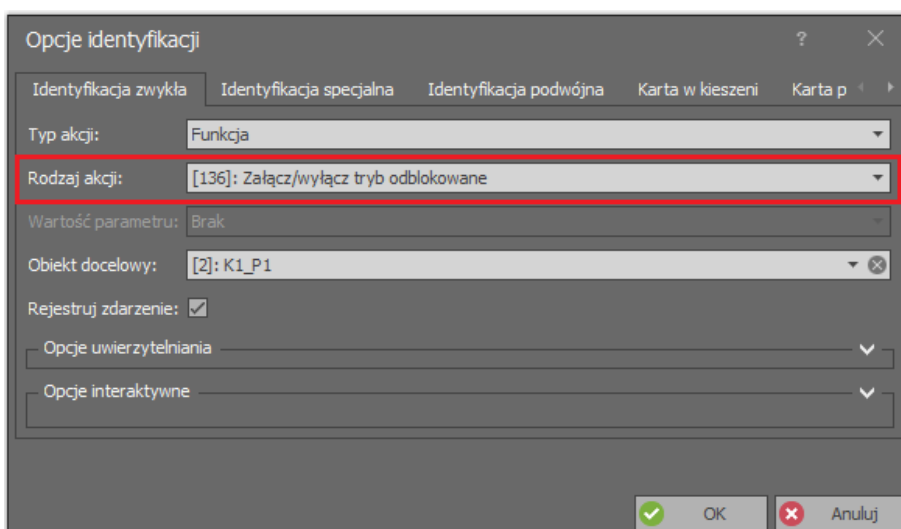 Opcje identyfikacji
Identyfikacja zwykła Identyfikacja specjalna Identyfikacja podwójna Karta w kieszeni Karta p
Typ akcji: Funkcja
Rodzaj akcji: [136]: Załącz/wyłącz tryb odblokowane
Wartość parametru: Brak
Obiekt docelowy: [2]: K1_P1
Rejestruj zdarzenie:
Opcje uwierzytelniania
Opcje interaktywne
OK Anuluj